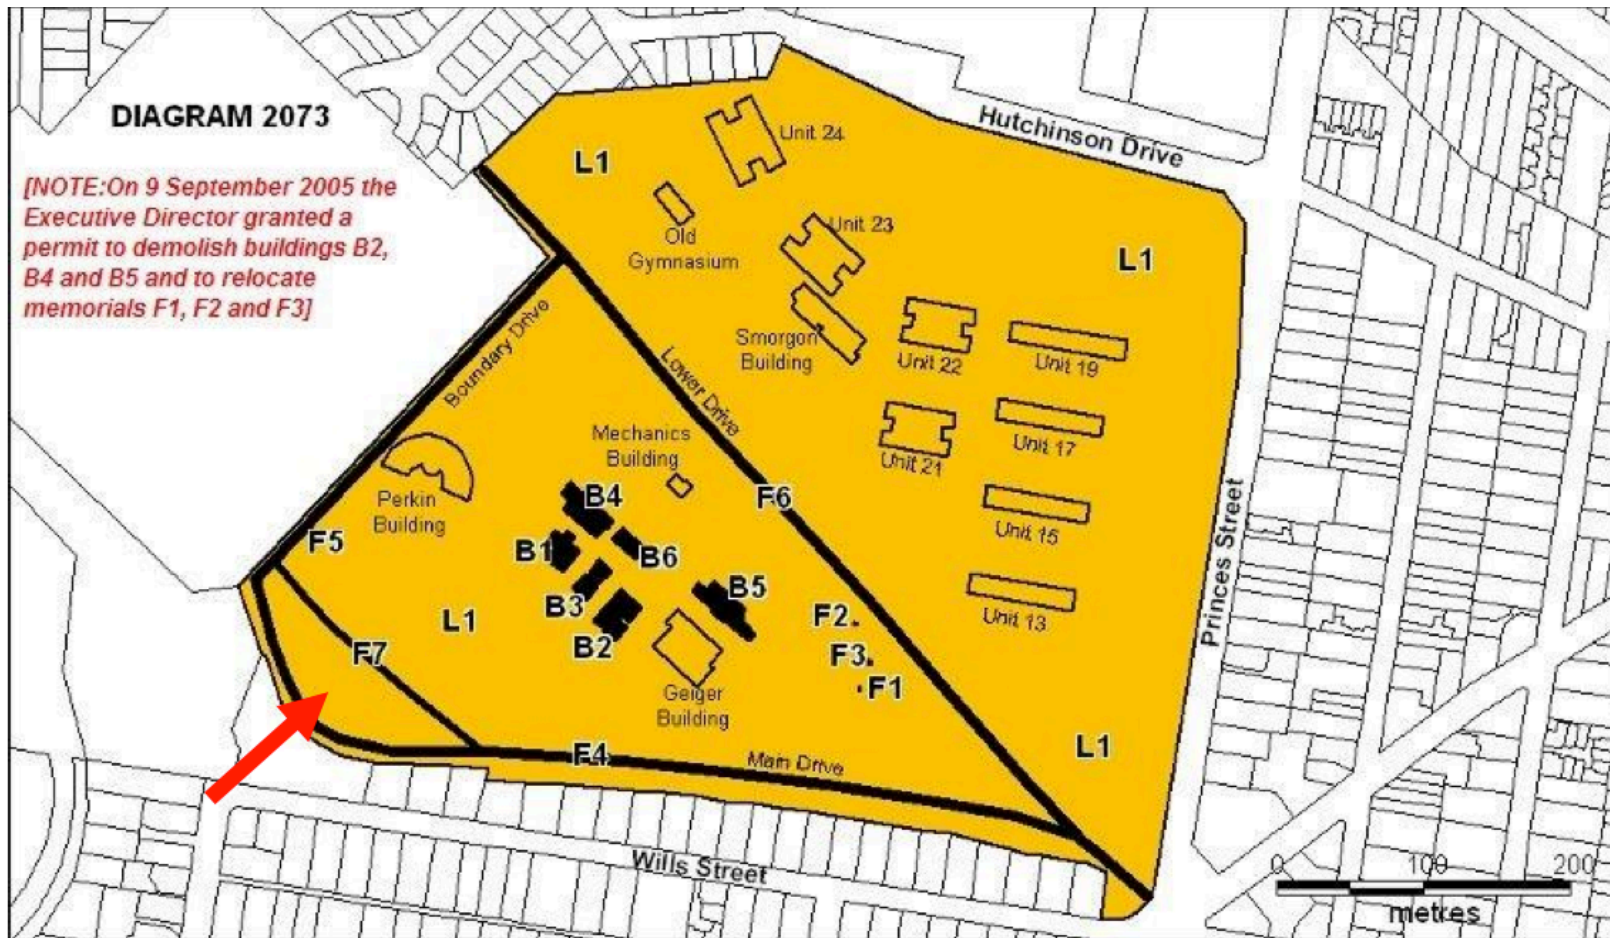 DIAGRAM 2073
[NOTE:On 9 September 2005 the
Executive Director granted a
permit to demolish buildings B2,
B4 and B5 and to relocate
memorials F1, F2 and F3]
Hutchinson Drive
Unit 24
L1
Old
Gymnasium
Unit 23
L1
Boundary Drive
Smorgon
Building
Unit 22
Unit 19
Lower Drive
Mechanics
Building
Unit 21
Unit 17
Perkin
Building
B4
F6
Unit 15
Princes Street
F5
B1
B6
B5
B3
L1
B2
F2
Unit 13
F7
F3
F1
Geiger
Building
F4
Main Drive
L1
Wills Street
0 100 200
metres